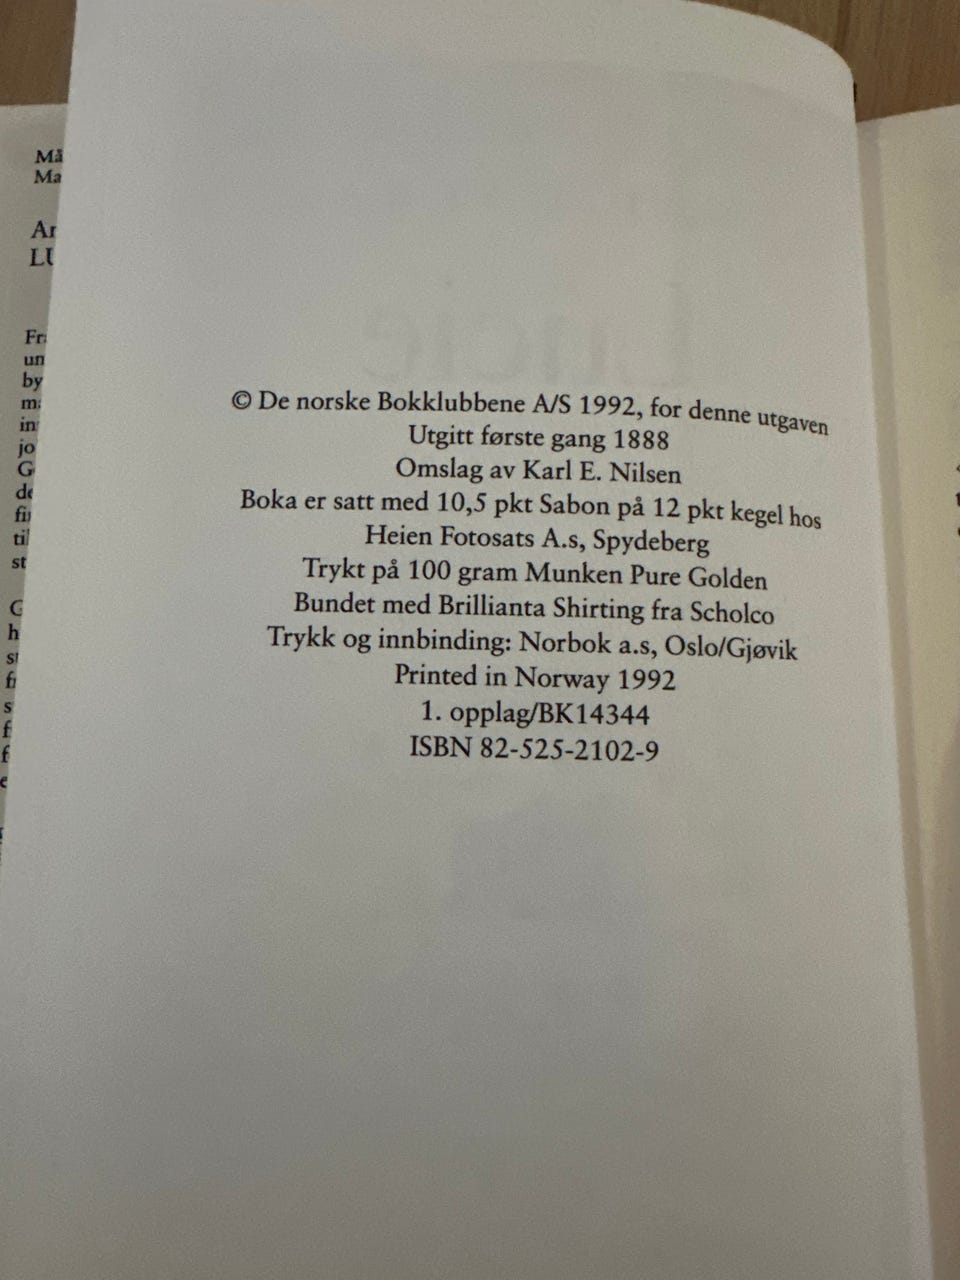 © De norske Bokklubbene A/S 1992, for denne utgaven
Utgitt første gang 1888
Omslag av Karl E. Nilsen
Boka er satt med 10,5 pkt Sabon på 12 pkt kegel hos
Heien Fotosats A.s, Spydeberg
Trykt på 100 gram Munken Pure Golden
Bundet med Brillianta Shirting fra Scholco
Trykk og innbinding: Norbok a.s, Oslo/Gjøvik
Printed in Norway 1992
1. opplag/BK14344
ISBN 82-525-2102-9